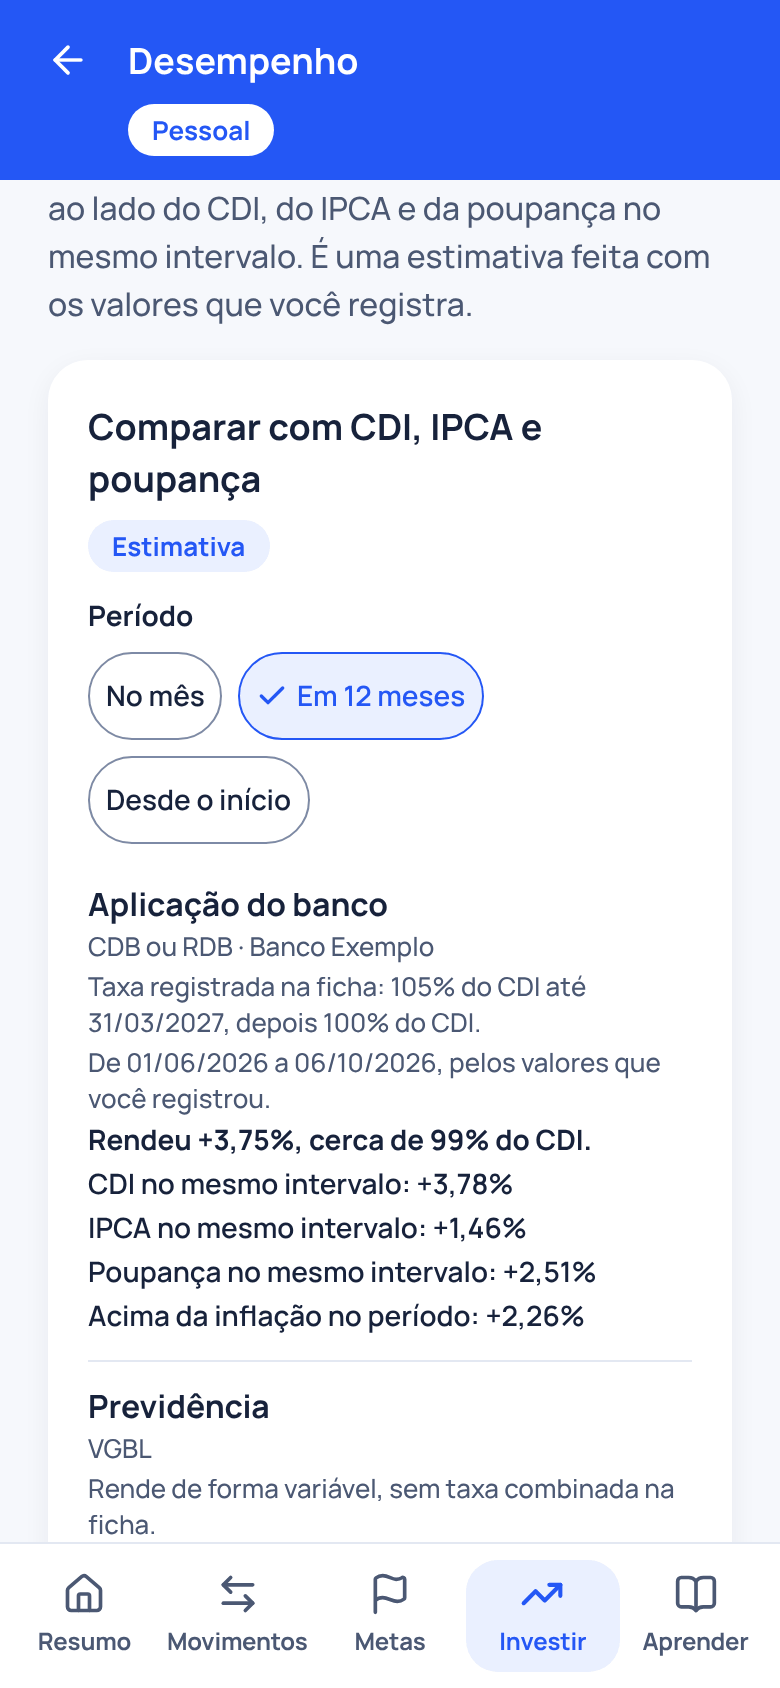 Desempenho
Pessoal
ao lado do CDI, do IPCA e da poupança no
mesmo intervalo. É uma estimativa feita com
os valores que você registra.
Comparar com CDI, IPCA e
poupança
Estimativa
Período
No mês
Em 12 meses
Desde o início
Aplicação do banco
CDB ou RDB · Banco Exemplo
Taxa registrada na ficha: 105% do CDI até
31/03/2027, depois 100% do CDI.
De 01/06/2026 a 06/10/2026, pelos valores que
você registrou.
Rendeu +3,75%, cerca de 99% do CDI.
CDI no mesmo intervalo: +3,78%
IPCA no mesmo intervalo: +1,46%
Poupança no mesmo intervalo: +2,51%
Acima da inflação no período: +2,26%
Previdência
VGBL
Rende de forma variável, sem taxa combinada na
ficha.
Resumo
Movimentos
Metas
Investir
Aprender